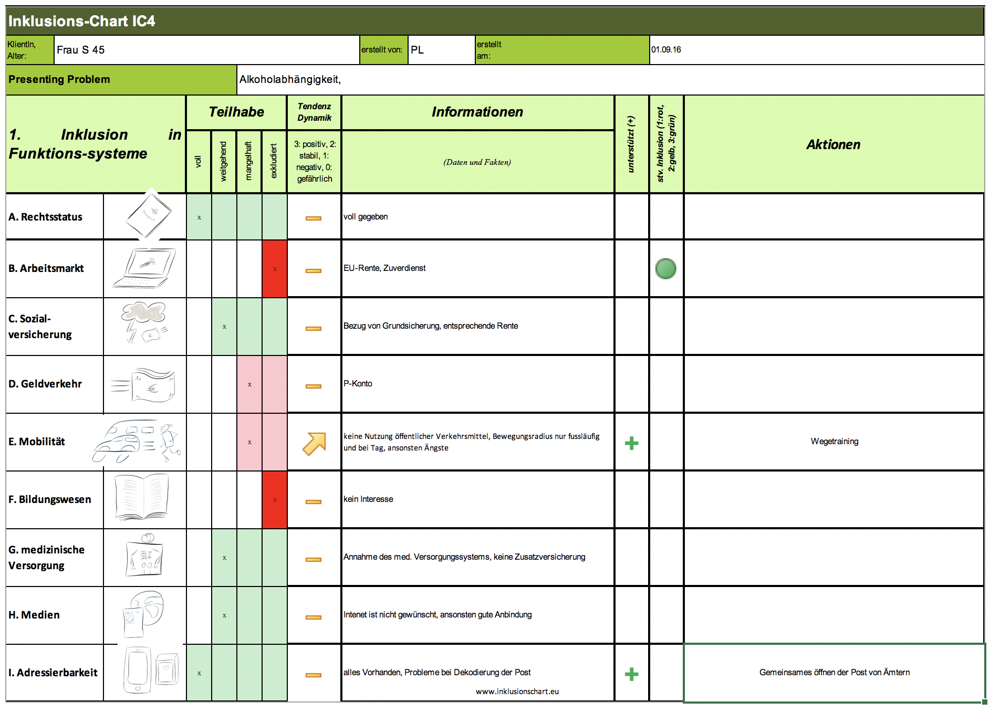 Inklusions-Chart IC4
KlientIn,
Alter:
Frau S 45
erstellt von:
PL
erstellt
am:
01.09.16
Presenting Problem
Alkoholabhängigkeit,
1. Inklusion in
Funktions-systeme
Teilhabe
voll
weitgehend
mangelhaft
exkludiert
Tendenz
Dynamik
3: positiv, 2:
stabil, 1:
negativ, 0:
gefährlich
Informationen
(Daten und Fakten)
unterstützt (+)
stv. Inklusion (1:rot,
2:gelb, 3:grün)
Aktionen
A. Rechtsstatus
x
voll gegeben
B. Arbeitsmarkt
x
EU-Rente, Zuverdienst
C. Sozial-
versicherung
x
Bezug von Grundsicherung, entsprechende Rente
D. Geldverkehr
x
P-Konto
E. Mobilität
x
keine Nutzung öffentlicher Verkehrsmittel, Bewegungsradius nur fussläufig
und bei Tag, ansonsten Ängste
Wegetraining
F. Bildungswesen
x
kein Interesse
G. medizinische
Versorgung
x
Annahme des med. Versorgungssystems, keine Zusatzversicherung
H. Medien
x
Intenet ist nicht gewünscht, ansonsten gute Anbindung
I. Adressierbarkeit
x
alles Vorhanden, Probleme bei Dekodierung der Post
Gemeinsames öffnen der Post von Ämtern
www.inklusionschart.eu